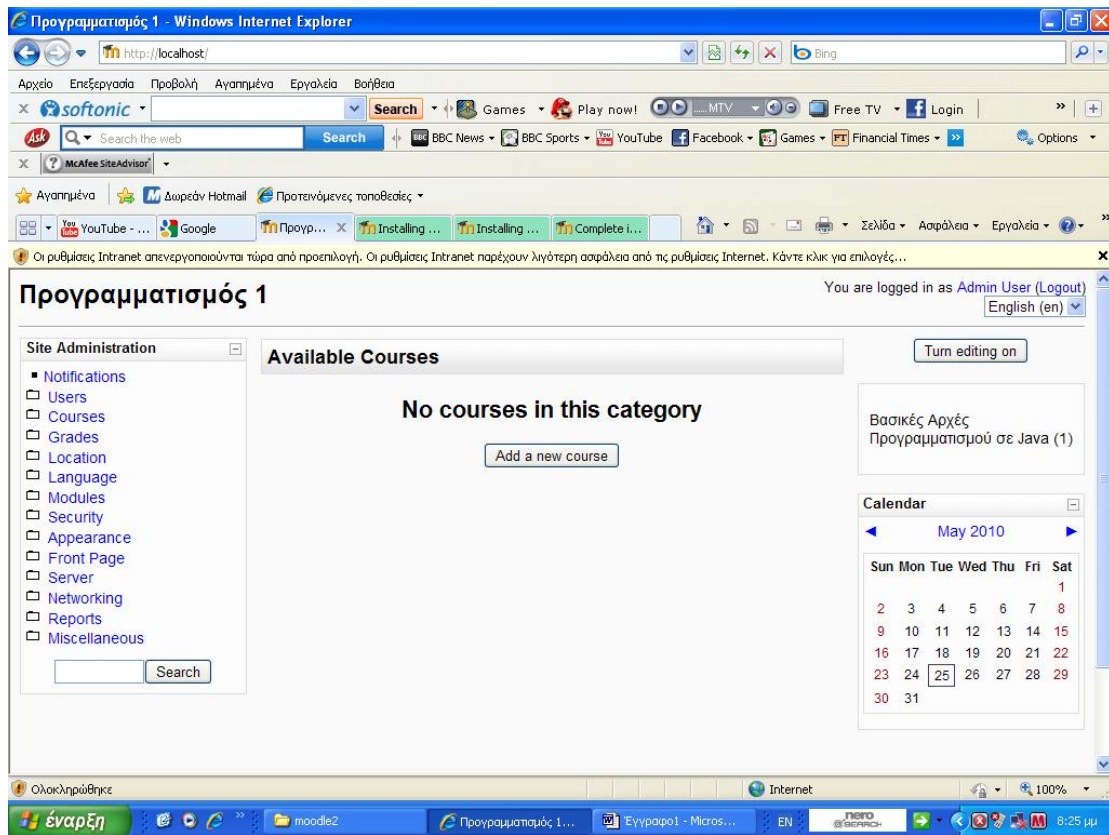 Προγραμματισμός 1 - Windows Internet Explorer
http://localhost/
Bing
Αρχείο Επεξεργασία Προβολή Αγαπημένα Εργαλεία Βοήθεια
x softonic Search Games Play now! ....MTV Free TV Login »
Ask Search the web Search BBC News BBC Sports YouTube Facebook Games FT Financial Times » Options
x McAfee SiteAdvisor
Αγαπημένα Δωρεάν Hotmail Προτεινόμενες τοποθεσίες
YouTube - ... Google Προγρ... x Installing ... Installing ... Complete i... Σελίδα Ασφάλεια Εργαλεία »
Οι ρυθμίσεις Intranet απενεργοποιούνται τώρα από προεπιλογή. Οι ρυθμίσεις Intranet παρέχουν λιγότερη ασφάλεια από τις ρυθμίσεις Internet. Κάντε κλικ για επιλογές... x
Προγραμματισμός 1
You are logged in as Admin User (Logout)
English (en)
Site Administration
Notifications
Users
Courses
Grades
Location
Language
Modules
Security
Appearance
Front Page
Server
Networking
Reports
Miscellaneous
Search
Available Courses
No courses in this category
Add a new course
Turn editing on
Βασικές Αρχές
Προγραμματισμού σε Java (1)
Calendar
May 2010
Sun Mon Tue Wed Thu Fri Sat
1
2 3 4 5 6 7 8
9 10 11 12 13 14 15
16 17 18 19 20 21 22
23 24 25 26 27 28 29
30 31
Ολοκληρώθηκε Internet 100%
έναρξη » moodle2 Προγραμματισμός 1... Έγγραφο1 - Micros... EN nero SEARCH 8:25 μμ